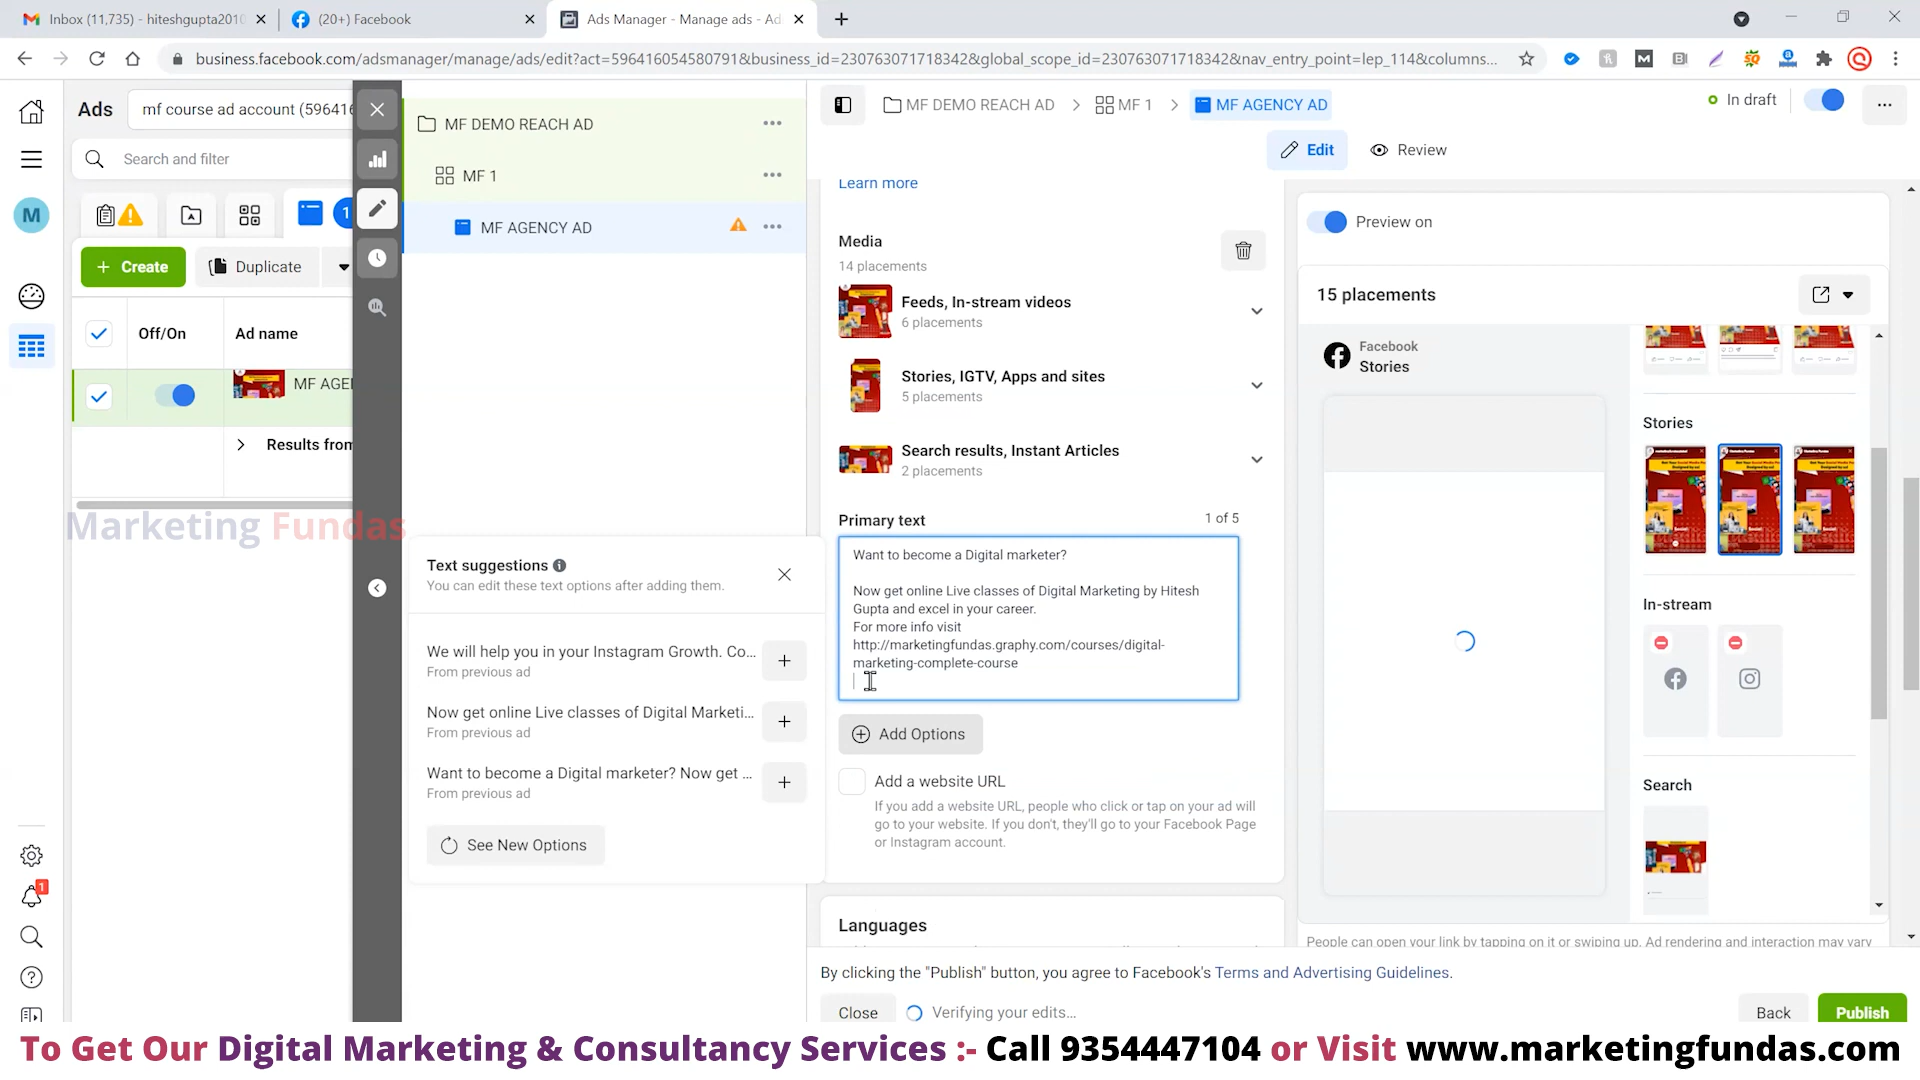 Inbox (11,735) - hiteshgupta2010
(20+) Facebook
Ads Manager - Manage ads - Ad
business.facebook.com/adsmanager/manage/ads/edit?act=596416054580791&business_id=230763071718342&global_scope_id=230763071718342&nav_entry_point=lep_114&columns...
Ads
mf course ad account (59641
Search and filter
M
1
+ Create
Duplicate
Off/On
Ad name
MF AGE
Results from
Marketing Fundas
MF DEMO REACH AD
MF 1
MF AGENCY AD
Text suggestions
You can edit these text options after adding them.
We will help you in your Instagram Growth. Co...
From previous ad
Now get online Live classes of Digital Marketi...
From previous ad
Want to become a Digital marketer? Now get ...
From previous ad
See New Options
MF DEMO REACH AD > MF 1 > MF AGENCY AD
In draft
Edit
Review
Learn more
Media
14 placements
Feeds, In-stream videos
6 placements
Stories, IGTV, Apps and sites
5 placements
Search results, Instant Articles
2 placements
Primary text
1 of 5
Want to become a Digital marketer?
Now get online Live classes of Digital Marketing by Hitesh
Gupta and excel in your career.
For more info visit
http://marketingfundas.graphy.com/courses/digital-
marketing-complete-course
Add Options
Add a website URL
If you add a website URL, people who click or tap on your ad will
go to your website. If you don't, they'll go to your Facebook Page
or Instagram account.
Languages
Preview on
15 placements
Facebook
Stories
Stories
In-stream
Search
People can open your link by tapping on it or swiping up. Ad rendering and interaction may vary
By clicking the "Publish" button, you agree to Facebook's Terms and Advertising Guidelines.
Close
Verifying your edits...
Back
Publish
1
To Get Our Digital Marketing & Consultancy Services :- Call 9354447104 or Visit www.marketingfundas.com